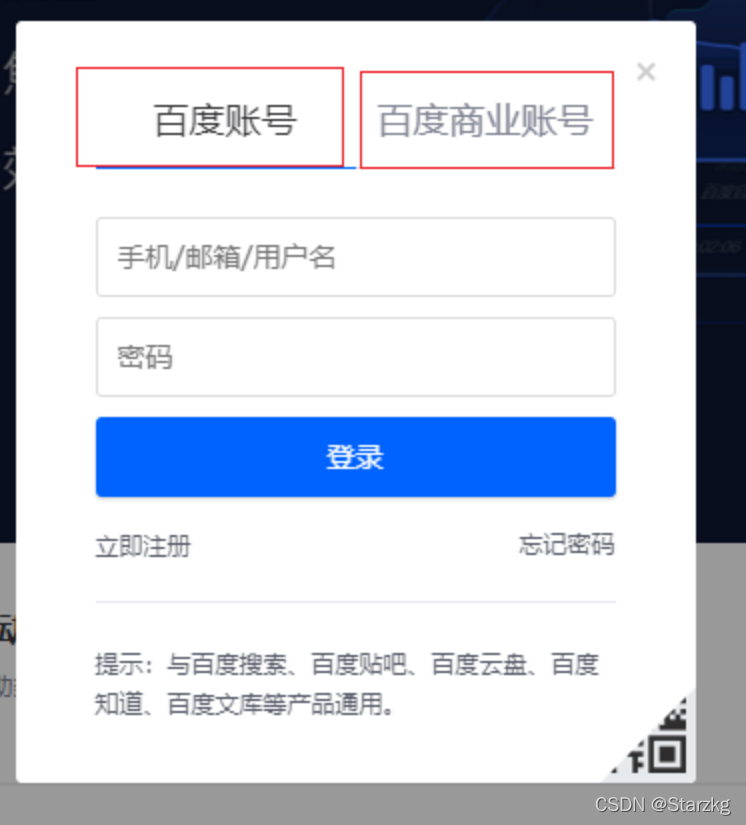 百度账号
百度商业账号
×
手机/邮箱/用户名
密码
登录
立即注册
忘记密码
提示：与百度搜索、百度贴吧、百度云盘、百度
知道、百度文库等产品通用。
CSDN @Starzkg